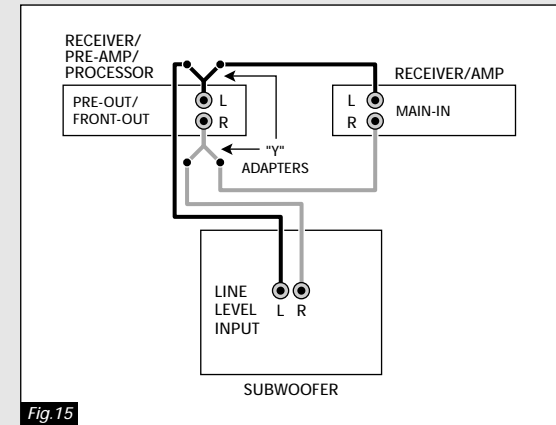 RECEIVER/
PRE-AMP/
PROCESSOR
PRE-OUT/
FRONT-OUT
L
R
"Y"
ADAPTERS
RECEIVER/AMP
L
R
MAIN-IN
LINE
LEVEL
INPUT
L R
SUBWOOFER
Fig.15